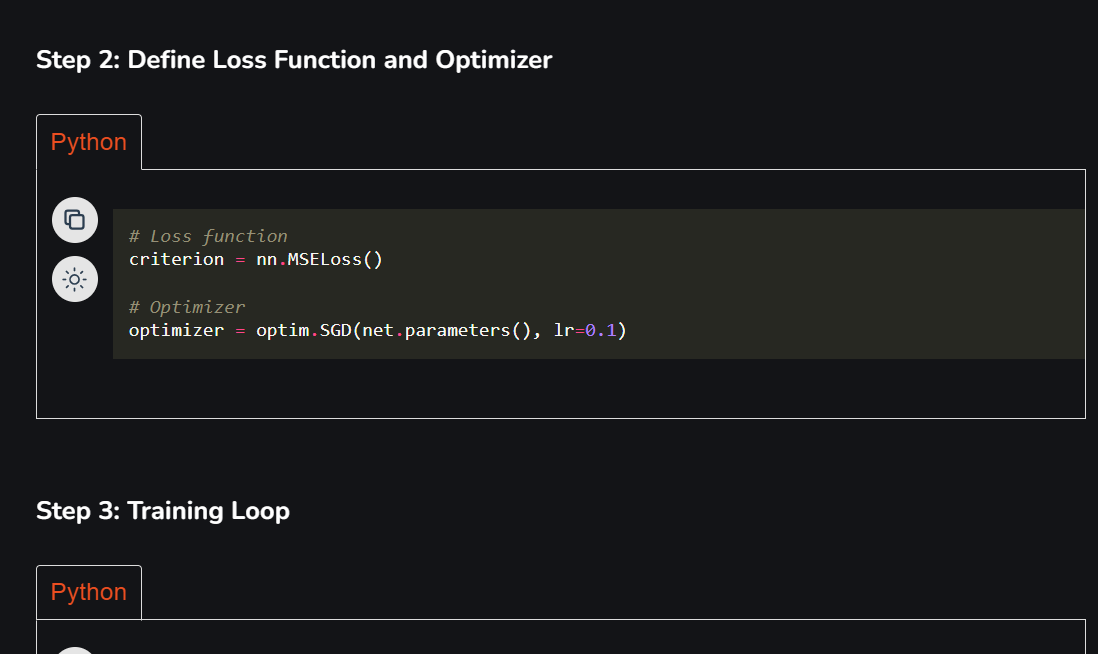 Step 2: Define Loss Function and Optimizer
Python
# Loss function
criterion = nn.MSELoss()
# Optimizer
optimizer = optim.SGD(net.parameters(), lr=0.1)
Step 3: Training Loop
Python